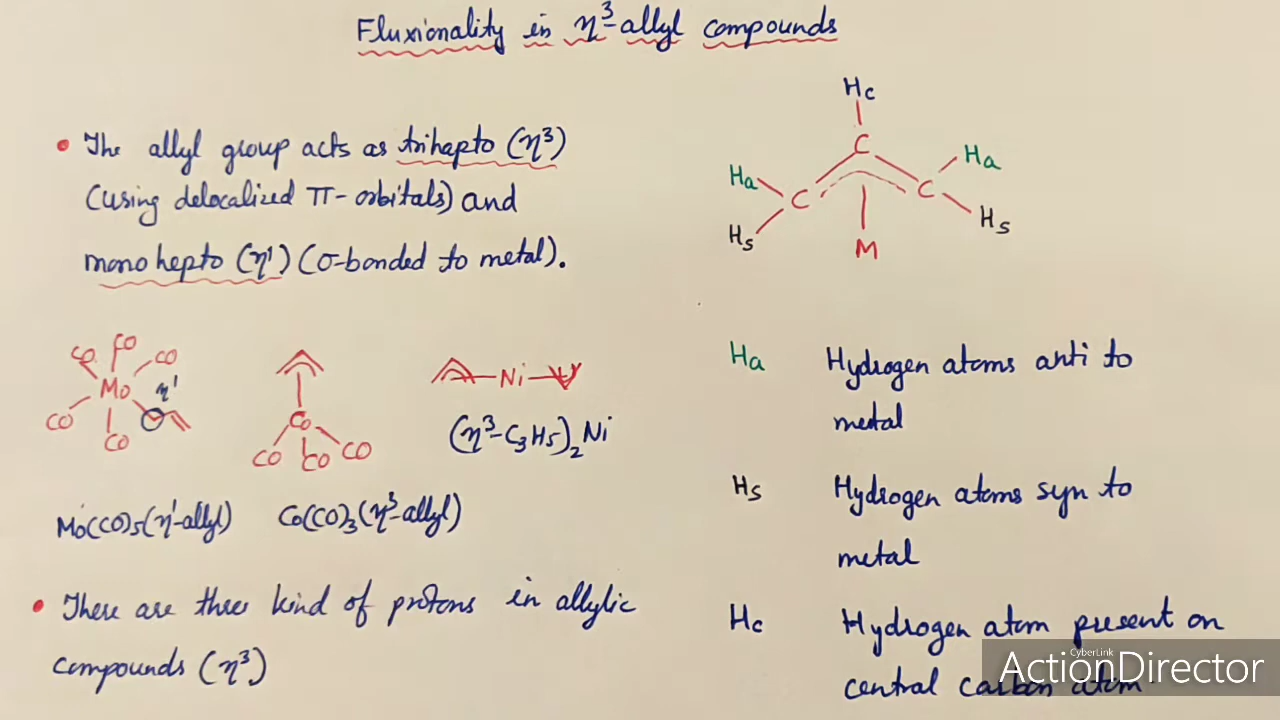 Fluxionality in η³-allyl compounds
• The allyl group acts as trihapto (η³)
(using delocalized π-orbitals) and
mono hepto (η¹) (σ-bonded to metal).
Hc
C
Ha
Ha
C
C
Hs
Hs
M
CO
CO
CO
Mo
η¹
CO
CO
Co
CO
CO
CO
Ni
(η³-C3H5)2Ni
Mo(CO)5(η¹-allyl)
Co(CO)3(η³-allyl)
• There are three kind of protons in allylic
compounds (η³)
Ha Hydrogen atoms anti to
metal
Hs Hydrogen atoms syn to
metal
Hc Hydrogen atom present on
central carbon atom
CyberLink
ActionDirector